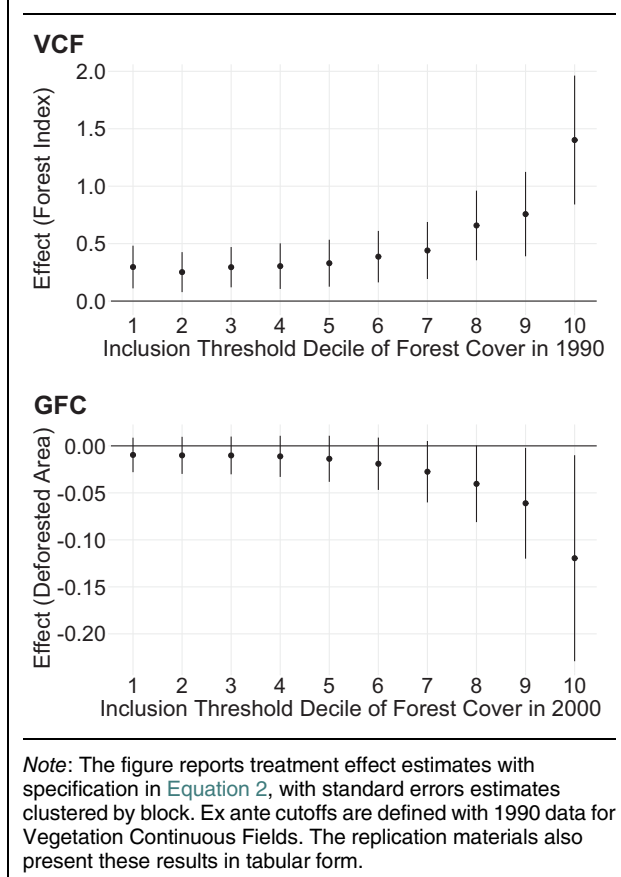 VCF
Effect (Forest Index)
2.0
1.5
1.0
0.5
0.0
1 2 3 4 5 6 7 8 9 10
Inclusion Threshold Decile of Forest Cover in 1990
GFC
Effect (Deforested Area)
0.00
-0.05
-0.10
-0.15
-0.20
1 2 3 4 5 6 7 8 9 10
Inclusion Threshold Decile of Forest Cover in 2000
Note: The figure reports treatment effect estimates with
specification in Equation 2, with standard errors estimates
clustered by block. Ex ante cutoffs are defined with 1990 data for
Vegetation Continuous Fields. The replication materials also
present these results in tabular form.